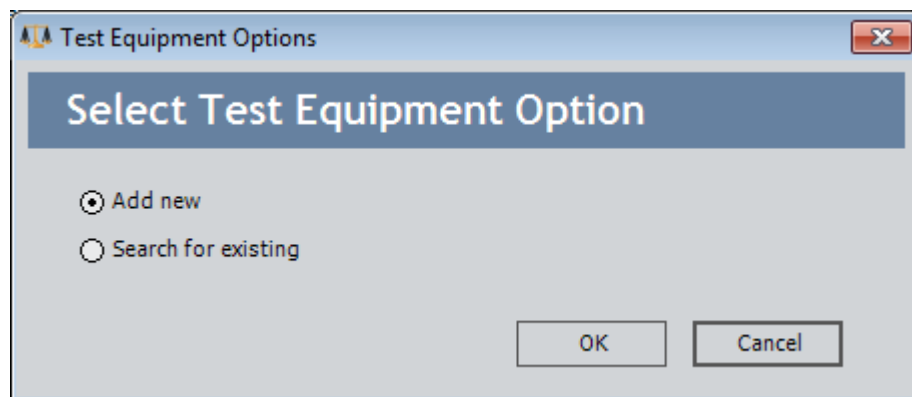 Test Equipment Options
Select Test Equipment Option
Add new
Search for existing
OK Cancel